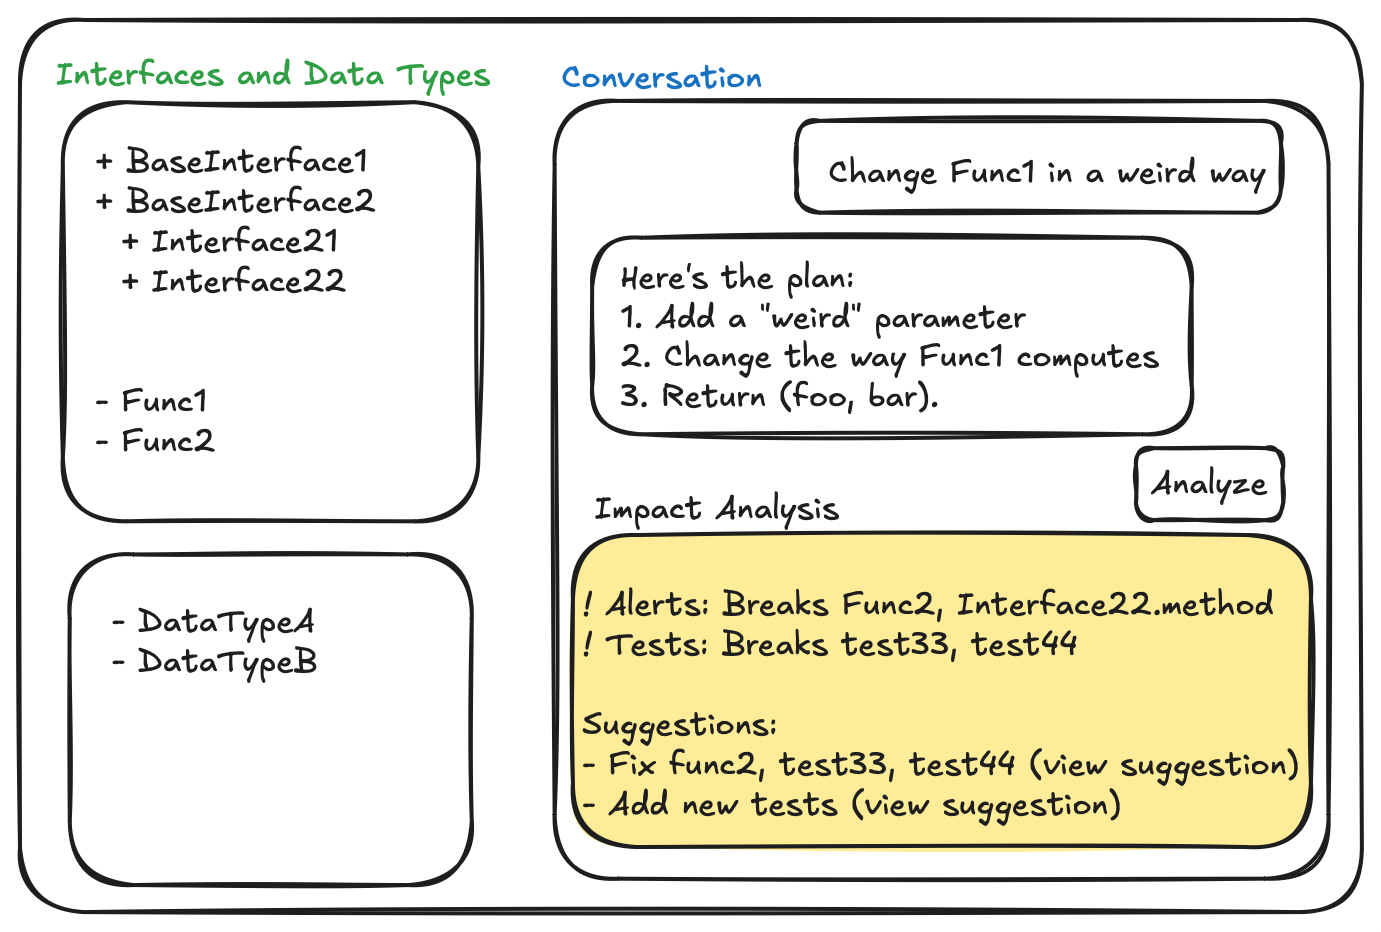 Interfaces and Data Types
+ BaseInterface1
+ BaseInterface2
+ Interface21
+ Interface22
- Func1
- Func2
- DataTypeA
- DataTypeB
Conversation
Change Func1 in a weird way
Here's the plan:
1. Add a "weird" parameter
2. Change the way Func1 computes
3. Return (foo, bar).
Analyze
Impact Analysis
! Alerts: Breaks Func2, Interface22.method
! Tests: Breaks test33, test44
Suggestions:
- Fix func2, test33, test44 (view suggestion)
- Add new tests (view suggestion)